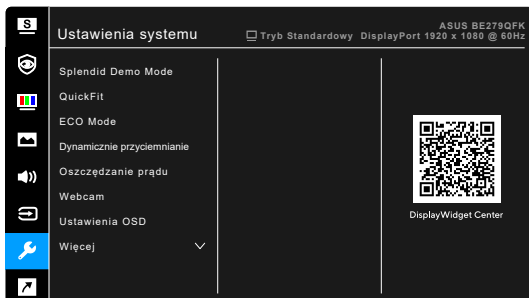 S
Ustawienia systemu
ASUS BE279QFK
Tryb Standardowy DisplayPort 1920 x 1080 @ 60Hz
Splendid Demo Mode
QuickFit
ECO Mode
Dynamicznie przyciemnianie
Oszczędzanie prądu
Webcam
Ustawienia OSD
Więcej
DisplayWidget Center